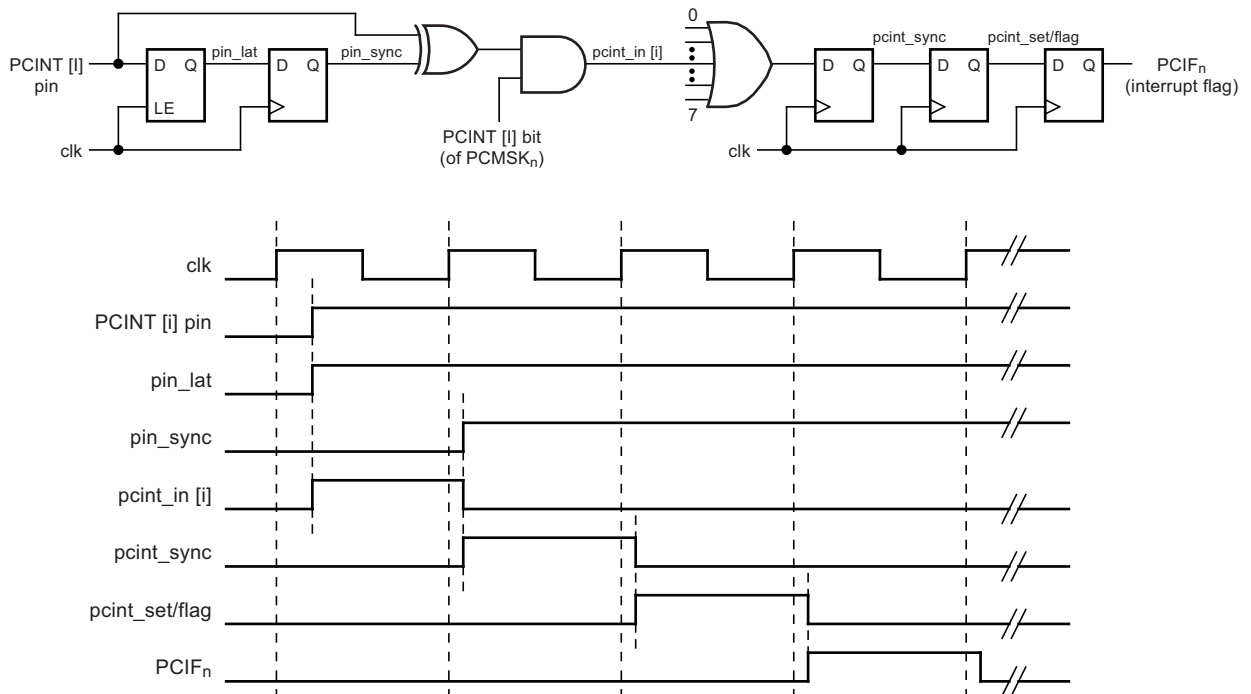 PCINT [I]
pin
D Q
LE
clk
pin_lat
D Q
pin_sync
PCINT [I] bit
(of PCMSKn)
pcint_in [i]
0
7
clk
D Q
pcint_sync
D Q
pcint_set/flag
D Q
PCIFn
(interrupt flag)
clk
PCINT [i] pin
pin_lat
pin_sync
pcint_in [i]
pcint_sync
pcint_set/flag
PCIFn